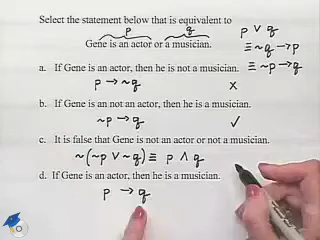 Select the statement below that is equivalent to
p q p ∨ q
Gene is an actor or a musician. ≡ ~q → p
≡ ~p → q
a. If Gene is an actor, then he is not a musician.
p → ~q x
b. If Gene is an not an actor, then he is a musician.
~p → q ✓
c. It is false that Gene is not an actor or not a musician.
~(~p ∨ ~q) ≡ p ∧ q
d. If Gene is an actor, then he is a musician.
p → q